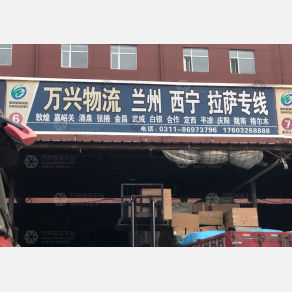 万兴物流 兰州 西宁 拉萨专线
敦煌 嘉峪关 酒泉 张掖 金昌 武威 白银 合作 定西 平凉 庆阳 陇南 格尔木
电话:0311-86973796 17603268888
6
7